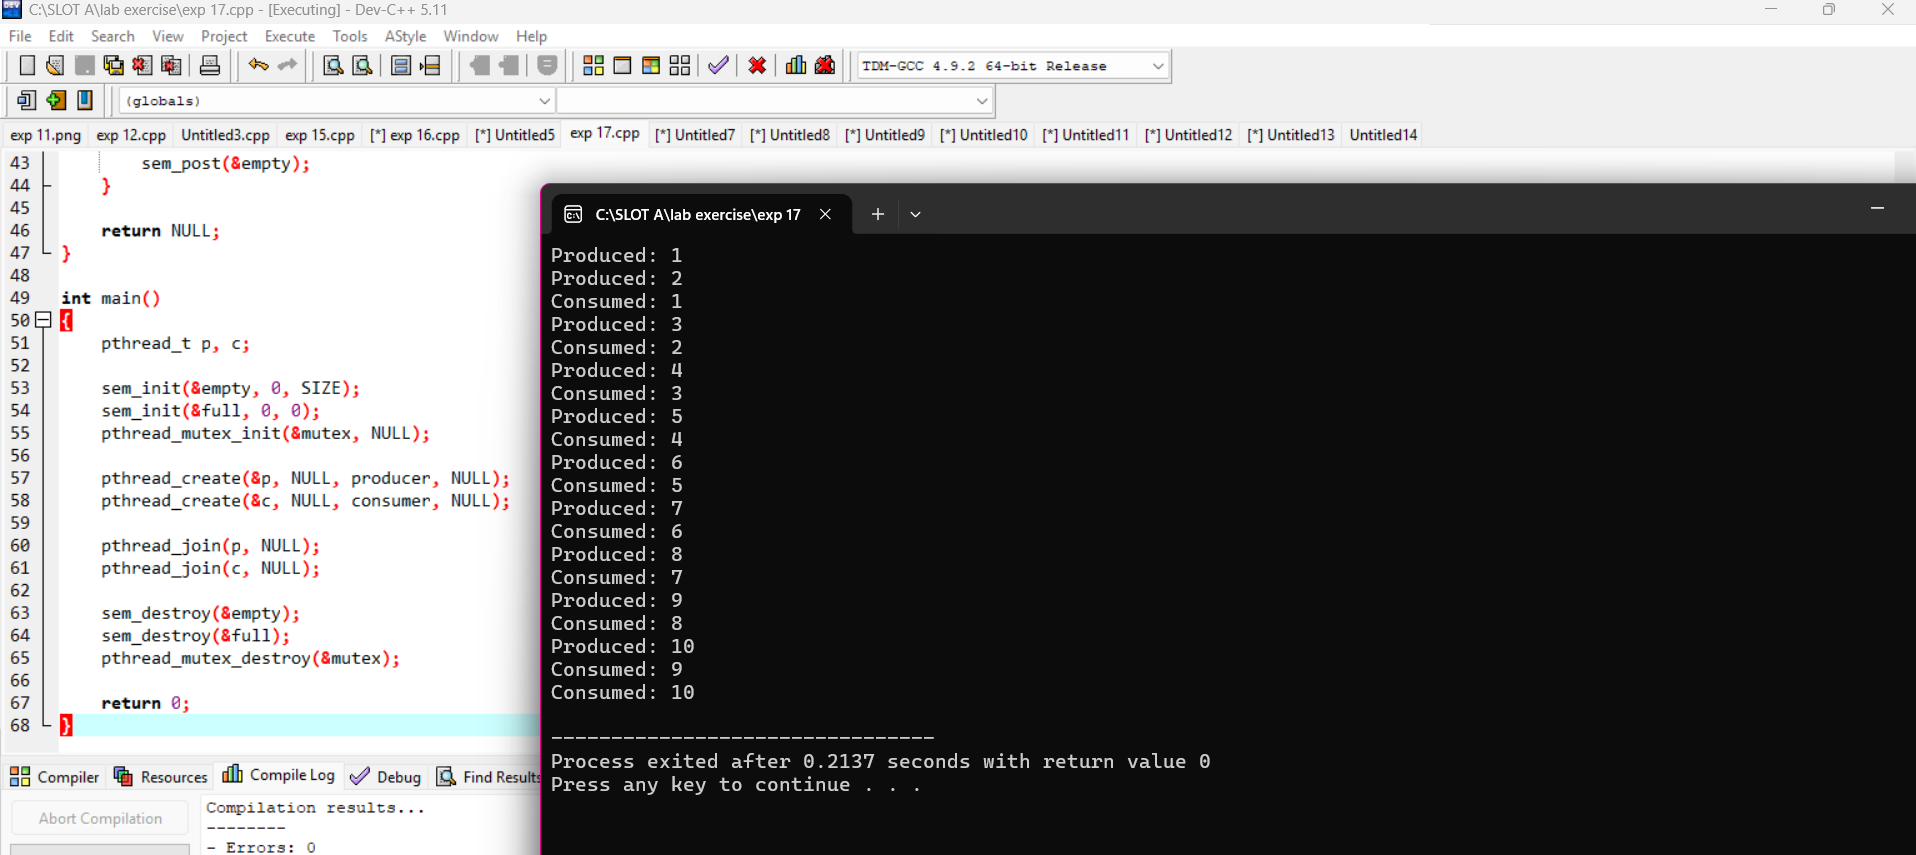 C:\SLOT A\lab exercise\exp 17.cpp - [Executing] - Dev-C++ 5.11
File Edit Search View Project Execute Tools AStyle Window Help
TDM-GCC 4.9.2 64-bit Release
(globals)
exp 11.png exp 12.cpp Untitled3.cpp exp 15.cpp [*] exp 16.cpp [*] Untitled5 exp 17.cpp [*] Untitled7 [*] Untitled8 [*] Untitled9 [*] Untitled10 [*] Untitled11 [*] Untitled12 [*] Untitled13 Untitled14
43 sem_post(&empty);
44 }
45
46 return NULL;
47 }
48
49 int main()
50 {
51 pthread_t p, c;
52
53 sem_init(&empty, 0, SIZE);
54 sem_init(&full, 0, 0);
55 pthread_mutex_init(&mutex, NULL);
56
57 pthread_create(&p, NULL, producer, NULL);
58 pthread_create(&c, NULL, consumer, NULL);
59
60 pthread_join(p, NULL);
61 pthread_join(c, NULL);
62
63 sem_destroy(&empty);
64 sem_destroy(&full);
65 pthread_mutex_destroy(&mutex);
66
67 return 0;
68 }
C:\SLOT A\lab exercise\exp 17
Produced: 1
Produced: 2
Consumed: 1
Produced: 3
Consumed: 2
Produced: 4
Consumed: 3
Produced: 5
Consumed: 4
Produced: 6
Consumed: 5
Produced: 7
Consumed: 6
Produced: 8
Consumed: 7
Produced: 9
Consumed: 8
Produced: 10
Consumed: 9
Consumed: 10
--------------------------------
Process exited after 0.2137 seconds with return value 0
Press any key to continue . . .
Compiler Resources Compile Log Debug Find Results
Abort Compilation
Compilation results...
--------
- Errors: 0